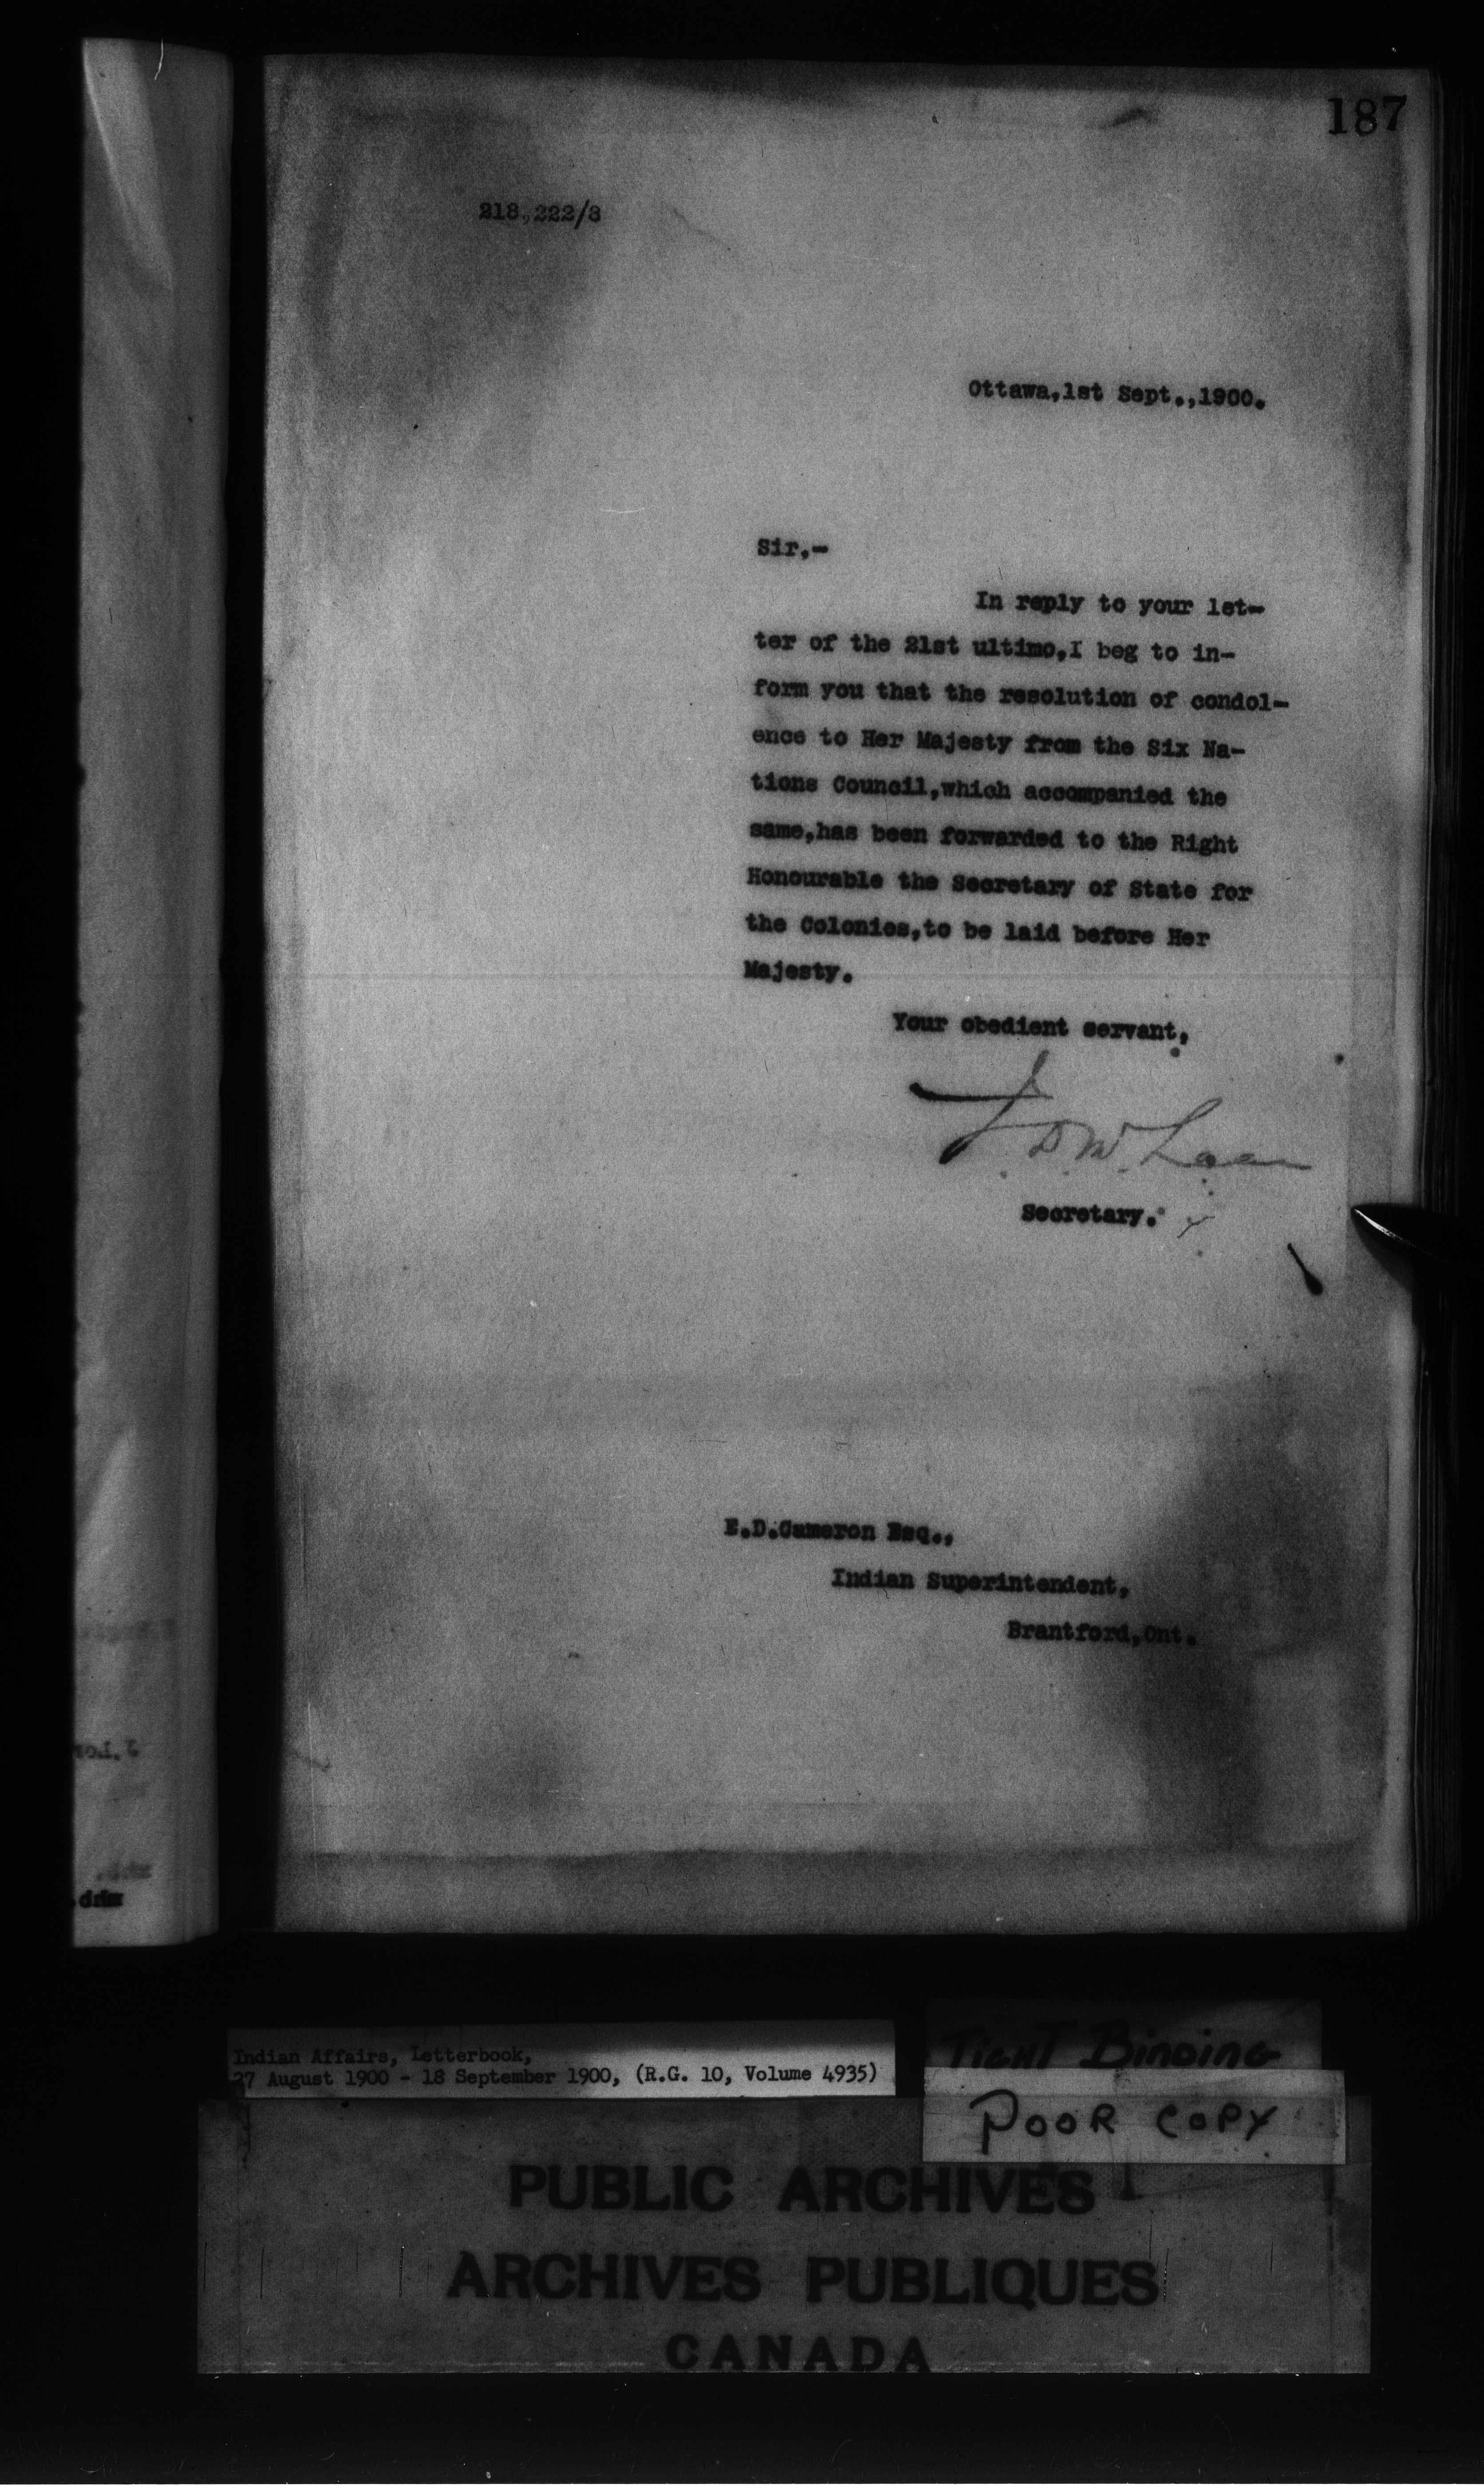 187
218,222/3
Ottawa,1st Sept.,1900.
Sir,-
In reply to your let-
ter of the 21st ultimo,I beg to in-
form you that the resolution of condol-
ence to Her Majesty from the Six Na-
tions Council,which accompanied the
same,has been forwarded to the Right
Honourable the Secretary of State for
the Colonies,to be laid before Her
Majesty.
Your obedient servant,
J. D. McLean
Secretary.
E.D.Cameron Esq.,
Indian Superintendent,
Brantford,Ont.
Indian Affairs, Letterbook,
27 August 1900 - 18 September 1900, (R.G. 10, Volume 4935)
TIGHT BINDING
POOR COPY
PUBLIC ARCHIVES
ARCHIVES PUBLIQUES
CANADA